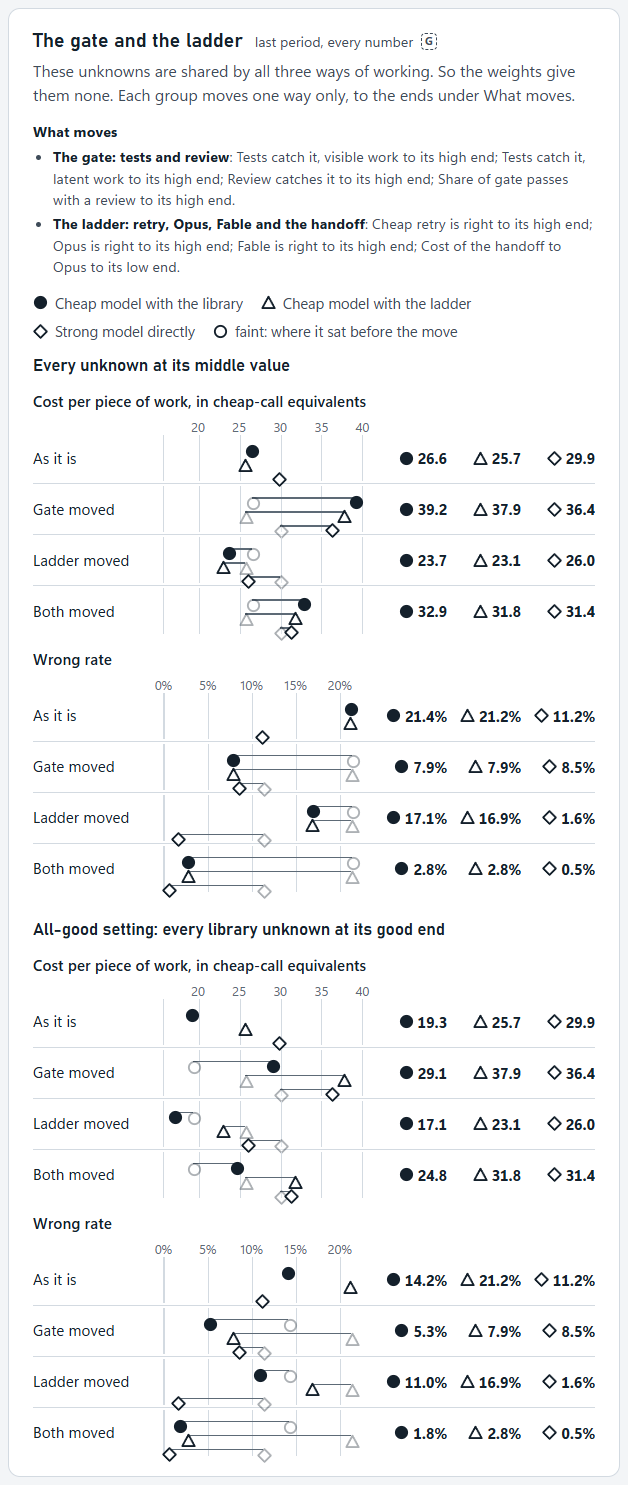 The gate and the ladder last period, every number G
These unknowns are shared by all three ways of working. So the weights give
them none. Each group moves one way only, to the ends under What moves.
What moves
• The gate: tests and review: Tests catch it, visible work to its high end; Tests catch it,
latent work to its high end; Review catches it to its high end; Share of gate passes
with a review to its high end.
• The ladder: retry, Opus, Fable and the handoff: Cheap retry is right to its high end;
Opus is right to its high end; Fable is right to its high end; Cost of the handoff to
Opus to its low end.
Cheap model with the library Cheap model with the ladder
Strong model directly faint: where it sat before the move
Every unknown at its middle value
Cost per piece of work, in cheap-call equivalents
20 25 30 35 40
As it is 26.6 25.7 29.9
Gate moved 39.2 37.9 36.4
Ladder moved 23.7 23.1 26.0
Both moved 32.9 31.8 31.4
Wrong rate
0% 5% 10% 15% 20%
As it is 21.4% 21.2% 11.2%
Gate moved 7.9% 7.9% 8.5%
Ladder moved 17.1% 16.9% 1.6%
Both moved 2.8% 2.8% 0.5%
All-good setting: every library unknown at its good end
Cost per piece of work, in cheap-call equivalents
20 25 30 35 40
As it is 19.3 25.7 29.9
Gate moved 29.1 37.9 36.4
Ladder moved 17.1 23.1 26.0
Both moved 24.8 31.8 31.4
Wrong rate
0% 5% 10% 15% 20%
As it is 14.2% 21.2% 11.2%
Gate moved 5.3% 7.9% 8.5%
Ladder moved 11.0% 16.9% 1.6%
Both moved 1.8% 2.8% 0.5%